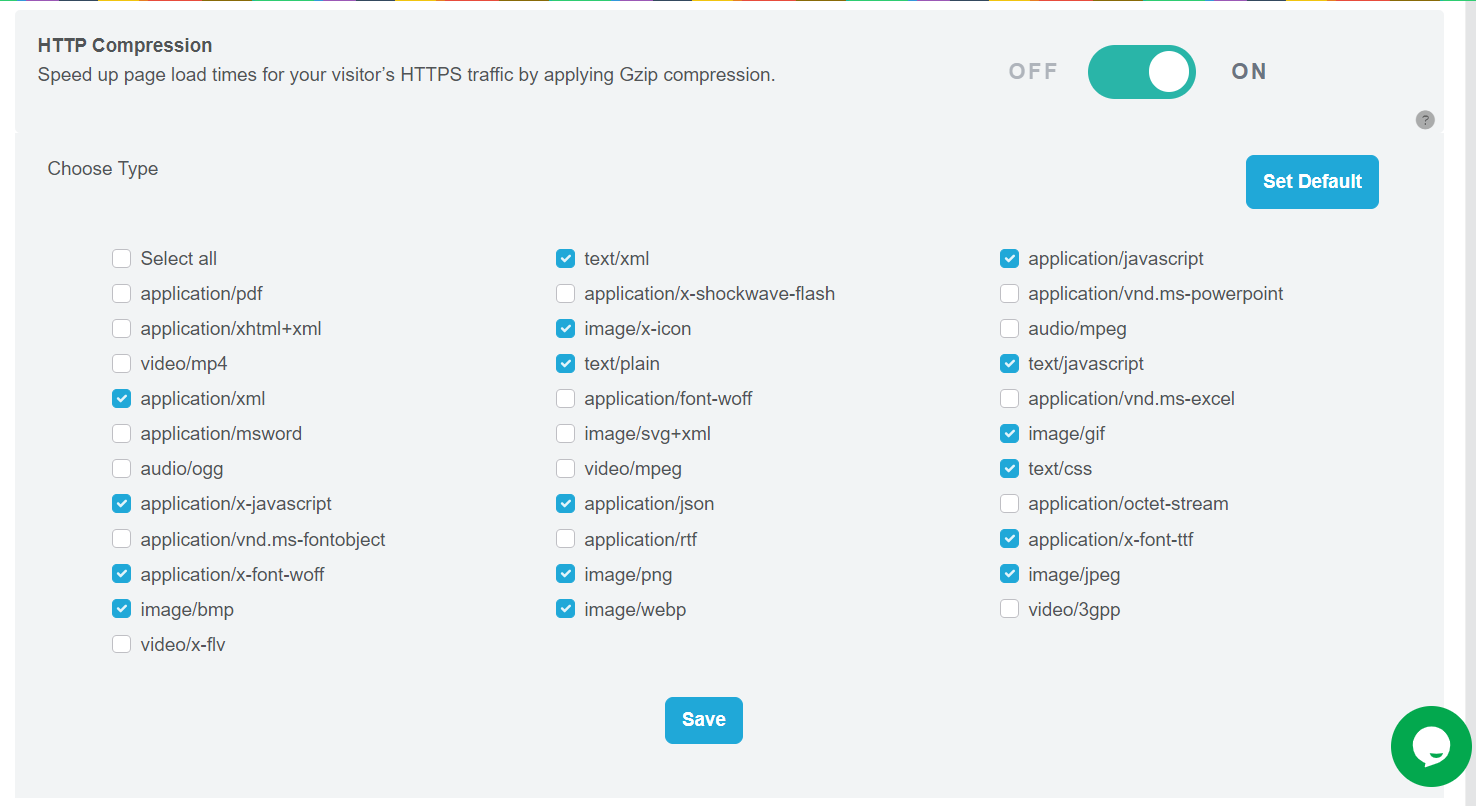 HTTP Compression
Speed up page load times for your visitor’s HTTPS traffic by applying Gzip compression.
OFF
ON
?
Choose Type
Set Default
Select all
text/xml
application/javascript
application/pdf
application/x-shockwave-flash
application/vnd.ms-powerpoint
application/xhtml+xml
image/x-icon
audio/mpeg
video/mp4
text/plain
text/javascript
application/xml
application/font-woff
application/vnd.ms-excel
application/msword
image/svg+xml
image/gif
audio/ogg
video/mpeg
text/css
application/x-javascript
application/json
application/octet-stream
application/vnd.ms-fontobject
application/rtf
application/x-font-ttf
application/x-font-woff
image/png
image/jpeg
image/bmp
image/webp
video/3gpp
video/x-flv
Save